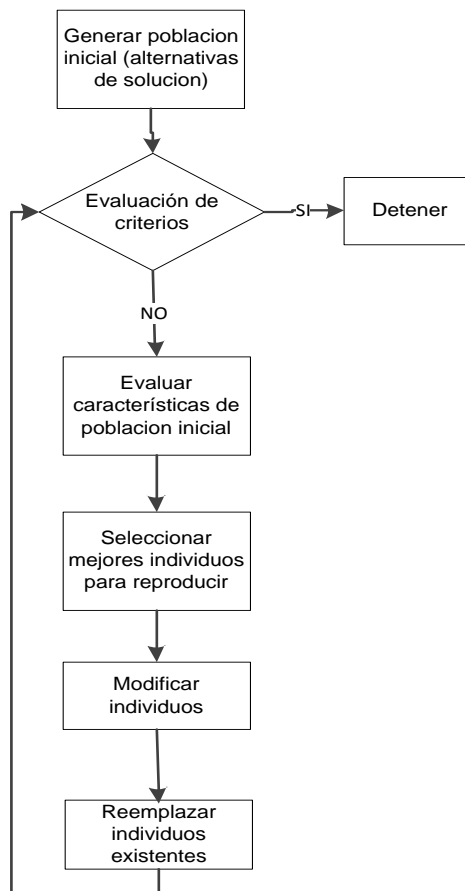 Generar poblacion
inicial (alternativas
de solucion)
Evaluación de
criterios
SI
Detener
NO
Evaluar
características de
poblacion inicial
Seleccionar
mejores individuos
para reproducir
Modificar
individuos
Reemplazar
individuos
existentes